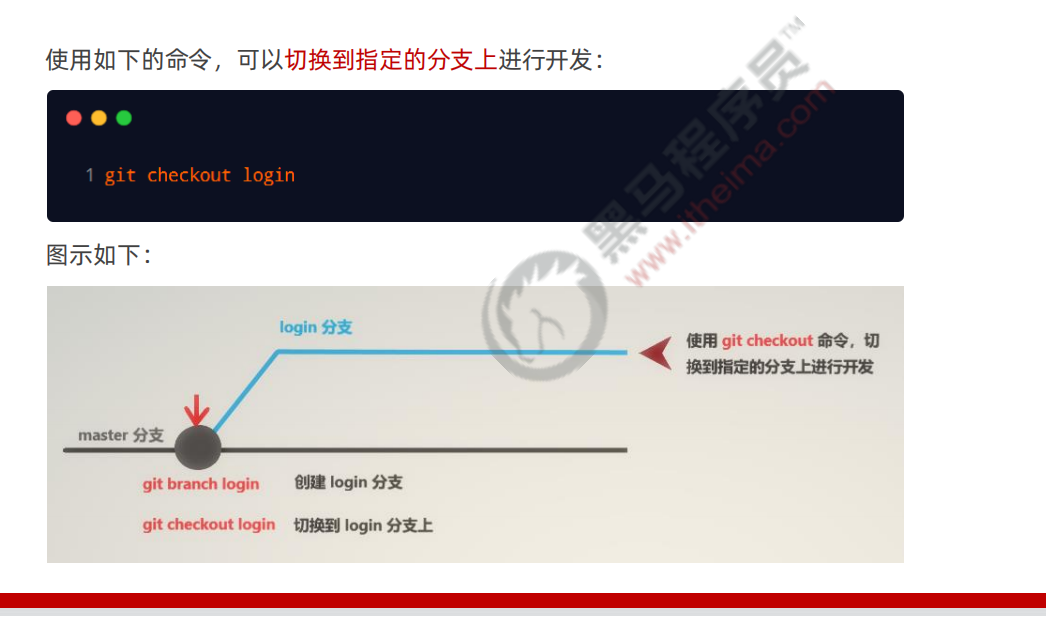 使用如下的命令，可以切换到指定的分支上进行开发：
1 git checkout login
图示如下：
login 分支
使用 git checkout 命令，切
换到指定的分支上进行开发
master 分支
git branch login 创建 login 分支
git checkout login 切换到 login 分支上
黑马程序员™
www.itheima.com